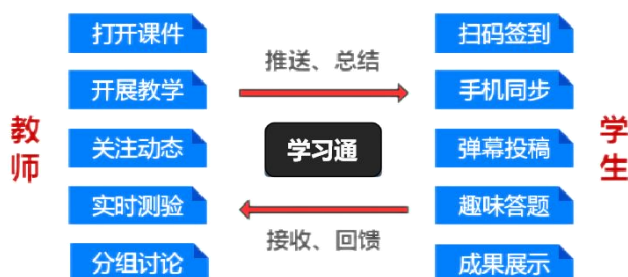 教师
打开课件
开展教学
关注动态
实时测验
分组讨论
推送、总结
学习通
接收、回馈
扫码签到
手机同步
弹幕投稿
趣味答题
成果展示
学生